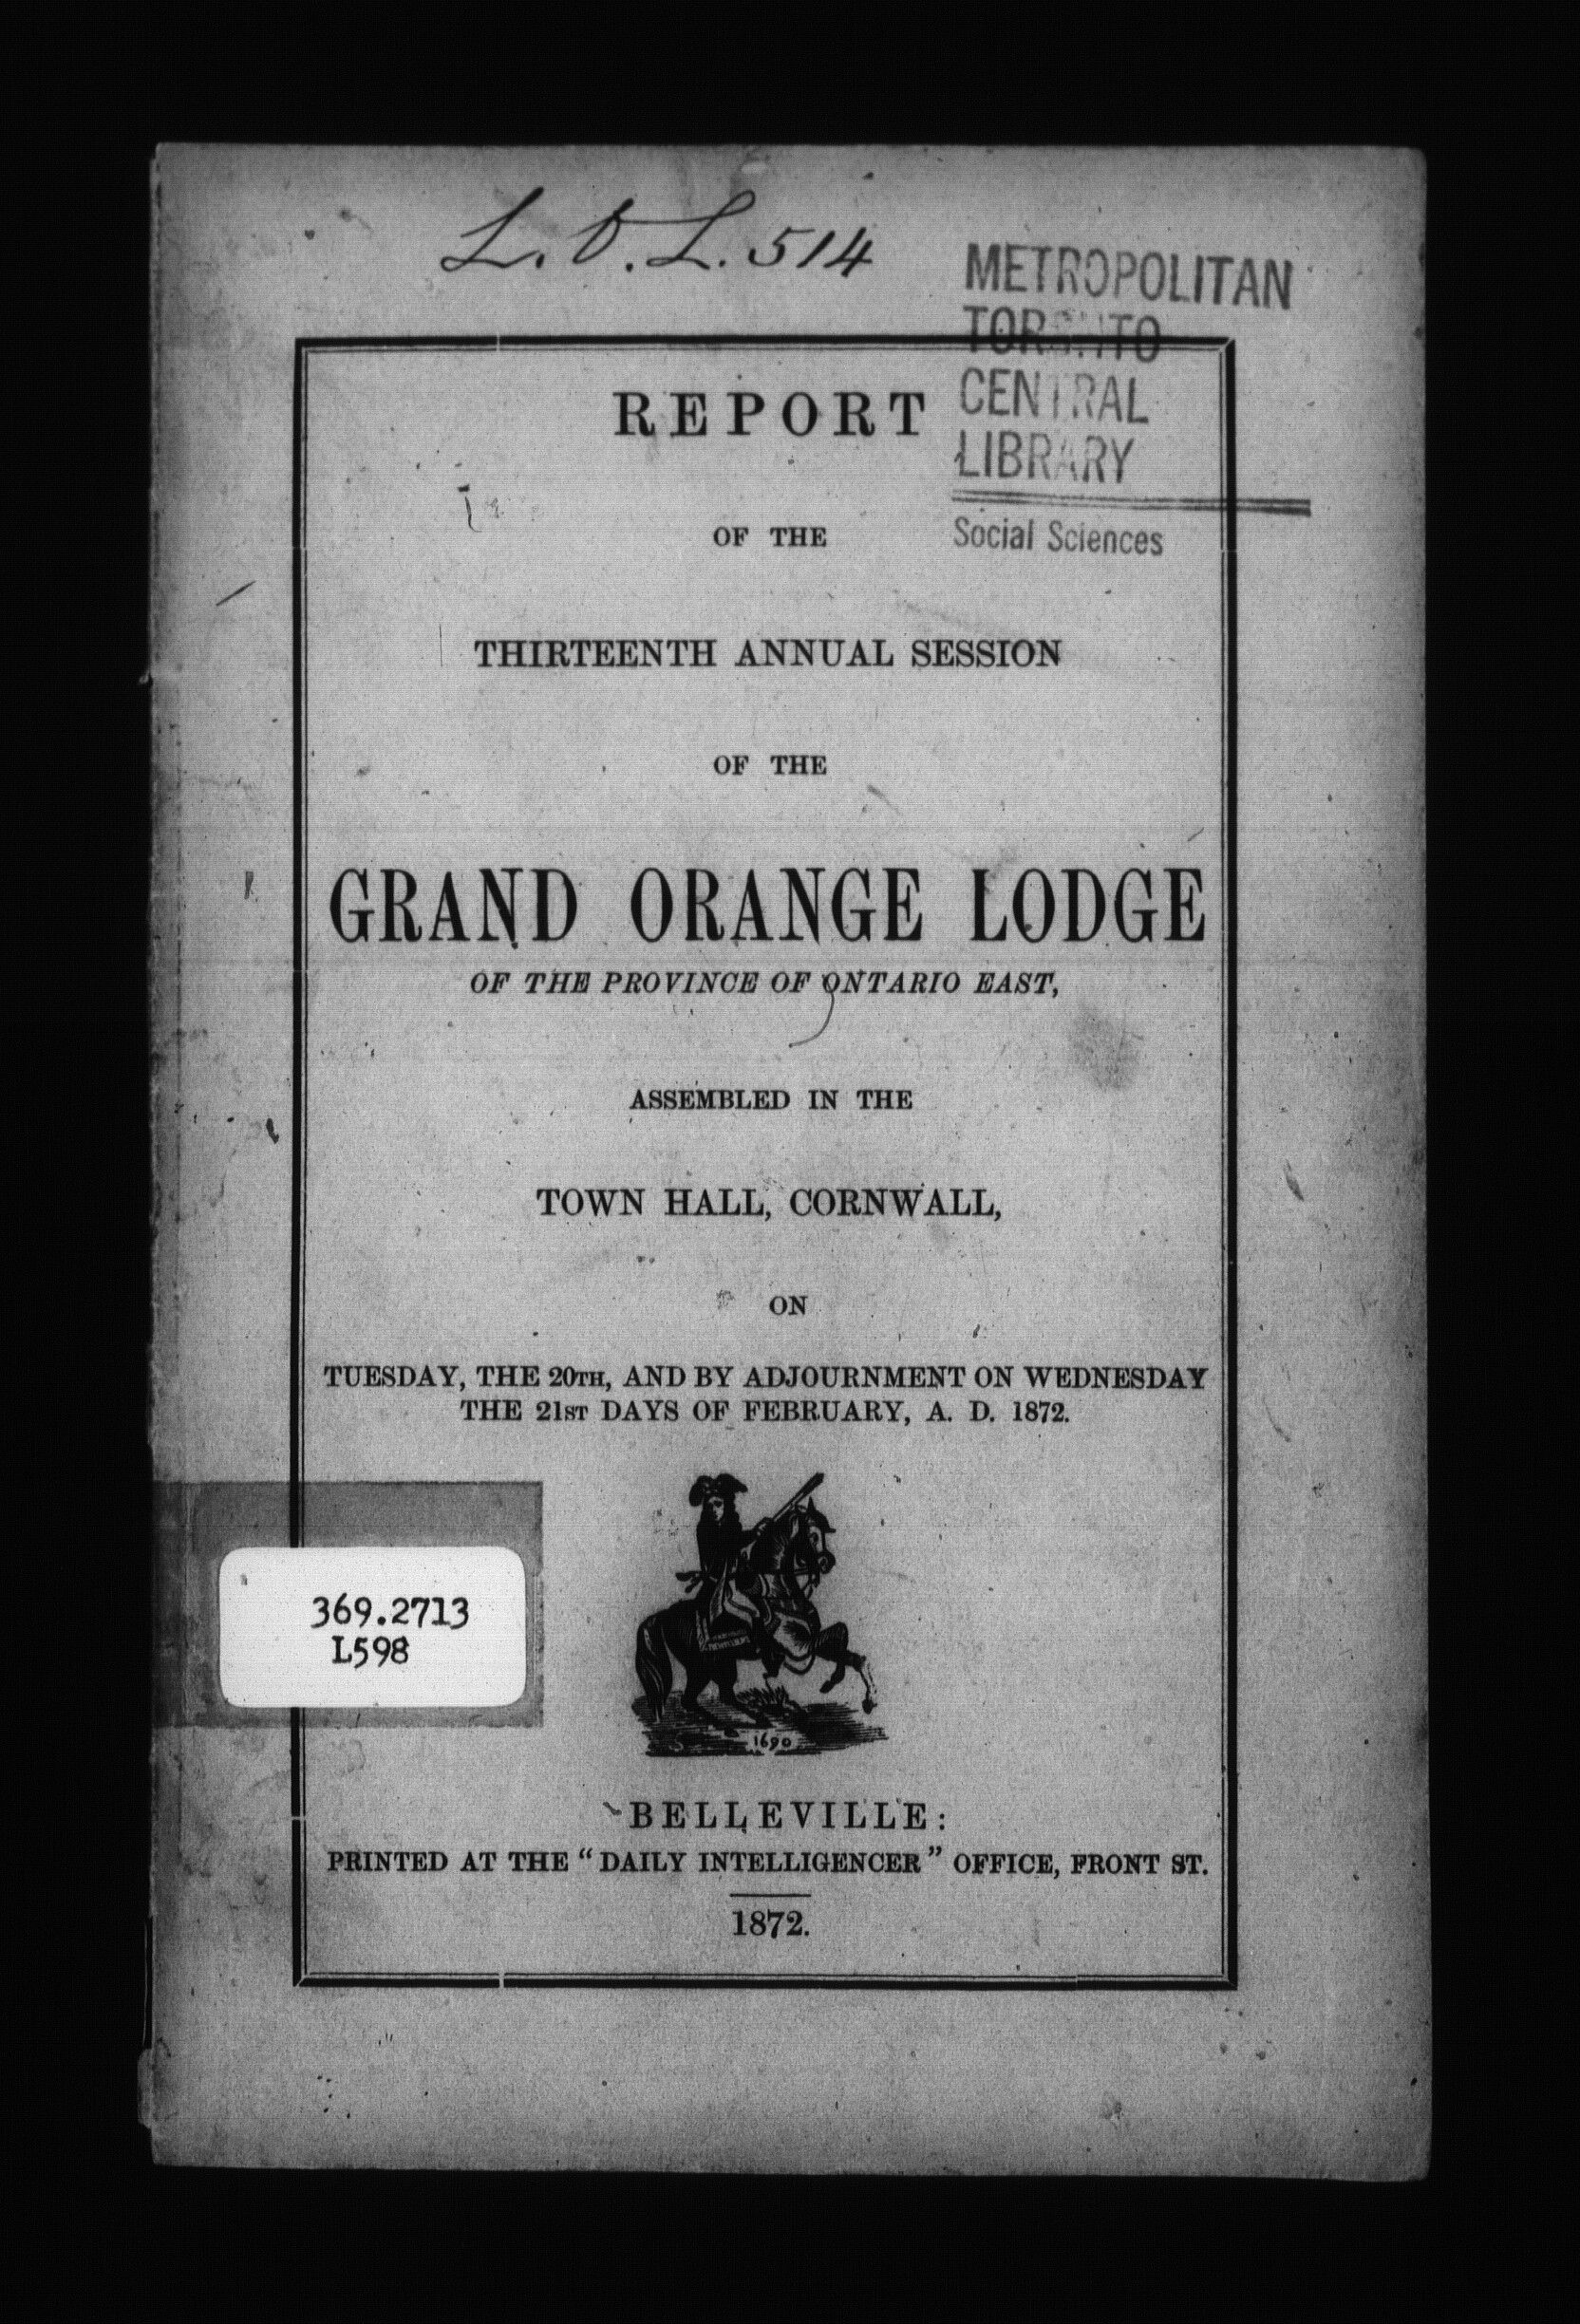 L. O. L. 514
METROPOLITAN
TORONTO
CENTRAL
LIBRARY
Social Sciences
REPORT
OF THE
THIRTEENTH ANNUAL SESSION
OF THE
GRAND ORANGE LODGE
OF THE PROVINCE OF ONTARIO EAST,
ASSEMBLED IN THE
TOWN HALL, CORNWALL,
ON
TUESDAY, THE 20TH, AND BY ADJOURNMENT ON WEDNESDAY
THE 21ST DAYS OF FEBRUARY, A. D. 1872.
369.2713
L598
1690
BELLEVILLE:
PRINTED AT THE "DAILY INTELLIGENCER" OFFICE, FRONT ST.
1872.